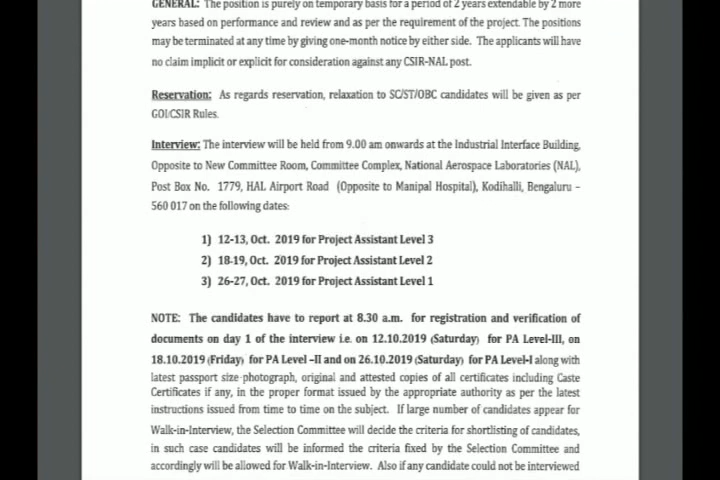 GENERAL: The position is purely on temporary basis for a period of 2 years extendable by 2 more
years based on performance and review and as per the requirement of the project. The positions
may be terminated at any time by giving one-month notice by either side. The applicants will have
no claim implicit or explicit for consideration against any CSIR-NAL post.
Reservation: As regards reservation, relaxation to SC/ST/OBC candidates will be given as per
GOI/CSIR Rules.
Interview: The interview will be held from 9.00 am onwards at the Industrial Interface Building,
Opposite to New Committee Room, Committee Complex, National Aerospace Laboratories (NAL),
Post Box No. 1779, HAL Airport Road (Opposite to Manipal Hospital), Kodihalli, Bengaluru –
560 017 on the following dates:
1) 12-13, Oct. 2019 for Project Assistant Level 3
2) 18-19, Oct. 2019 for Project Assistant Level 2
3) 26-27, Oct. 2019 for Project Assistant Level 1
NOTE: The candidates have to report at 8.30 a.m. for registration and verification of
documents on day 1 of the interview i.e. on 12.10.2019 (Saturday) for PA Level-III, on
18.10.2019 (Friday) for PA Level -II and on 26.10.2019 (Saturday) for PA Level-I along with
latest passport size photograph, original and attested copies of all certificates including Caste
Certificates if any, in the proper format issued by the appropriate authority as per the latest
instructions issued from time to time on the subject. If large number of candidates appear for
Walk-in-Interview, the Selection Committee will decide the criteria for shortlisting of candidates,
in such case candidates will be informed the criteria fixed by the Selection Committee and
accordingly will be allowed for Walk-in-Interview. Also if any candidate could not be interviewed